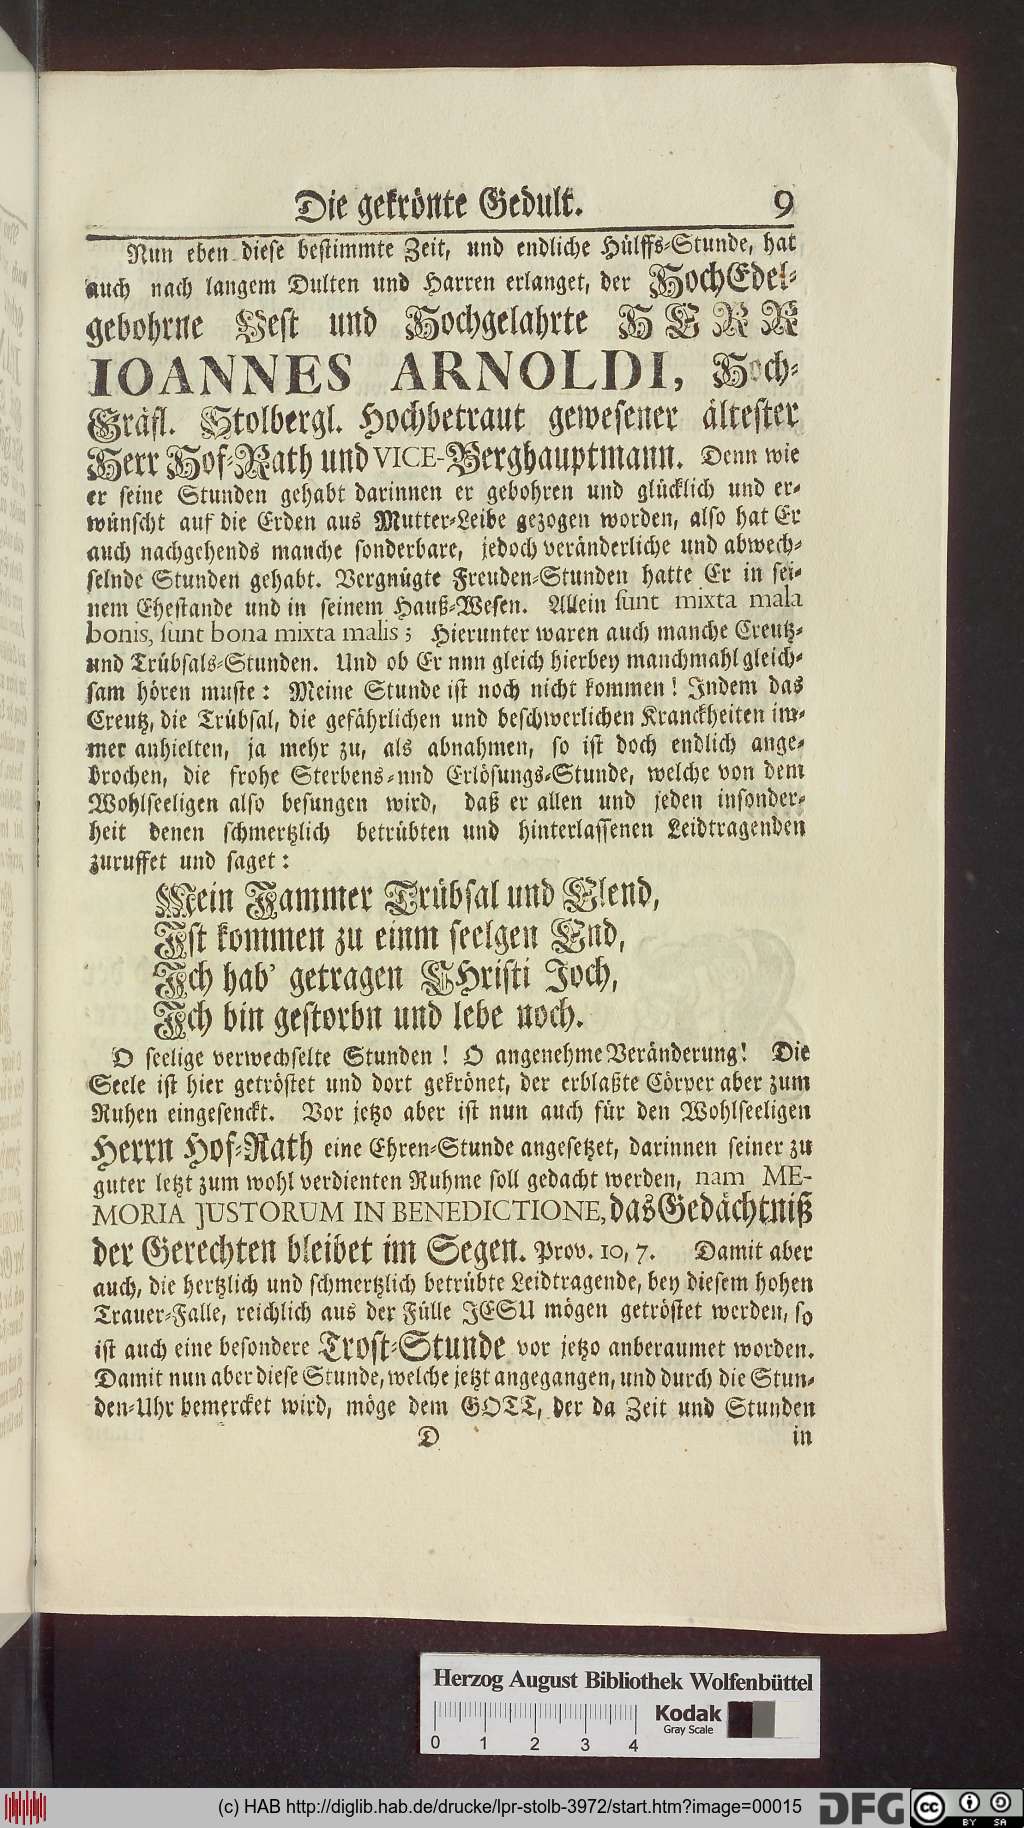 Die gekrönte Gedult. 9
Nun eben diese bestimmte Zeit, und endliche Hülffs-Stunde, hat
auch nach langem Dulten und Harren erlanget, der HochEdel-
gebohrne Vest und Hochgelahrte HERR
IOANNES ARNOLDI, Hoch-
Gräfl. Stolbergl. Hochbetraut gewesener ältester
Herr Hof-Rath und VICE-Berghauptmann. Denn wie
er seine Stunden gehabt darinnen er gebohren und glücklich und er-
wünscht auf die Erden aus Mutter-Leibe gezogen worden, also hat Er
auch nachgehends manche sonderbare, jedoch veränderliche und abwech-
selnde Stunden gehabt. Vergnügte Freuden-Stunden hatte Er in sei-
nem Ehestande und in seinem Hauß-Wesen. Allein sunt mixta mala
bonis, sunt bona mixta malis; Hierunter waren auch manche Creutz-
und Trübsals-Stunden. Und ob Er nun gleich hierbey manchmahl gleich-
sam hören muste: Meine Stunde ist noch nicht kommen! Indem das
Creutz, die Trübsal, die gefährlichen und beschwerlichen Kranckheiten im-
mer anhielten, ja mehr zu, als abnahmen, so ist doch endlich ange-
brochen, die frohe Sterbens- und Erlösungs-Stunde, welche von dem
Wohlseeligen also besungen wird, daß er allen und jeden insonder-
heit denen schmertzlich betrübten und hinterlassenen Leidtragenden
zuruffet und saget:
Mein Jammer Trübsal und Elend,
Ist kommen zu einm seelgen End,
Ich hab' getragen CHristi Joch,
Ich bin gestorbn und lebe noch.
O seelige verwechselte Stunden! O angenehme Veränderung! Die
Seele ist hier getröstet und dort gekrönet, der erblaßte Cörper aber zum
Ruhen eingesenckt. Vor jetzo aber ist nun auch für den Wohlseeligen
Herrn Hof-Rath eine Ehren-Stunde angesetzet, darinnen seiner zu
guter letzt zum wohl verdienten Ruhme soll gedacht werden, nam ME-
MORIA JUSTORUM IN BENEDICTIONE, das Gedächtniß
der Gerechten bleibet im Segen. Prov. 10, 7. Damit aber
auch, die hertzlich und schmertzlich betrübte Leidtragende, bey diesem hohen
Trauer-Falle, reichlich aus der Fülle JESU mögen getröstet werden, so
ist auch eine besondere Trost-Stunde vor jetzo anberaumet worden.
Damit nun aber diese Stunde, welche jetzt angegangen, und durch die Stun-
den-Uhr bemercket wird, möge dem GOTT, der da Zeit und Stunden
D in
Herzog August Bibliothek Wolfenbüttel
Kodak
Gray Scale
0 1 2 3 4
(c) HAB http://diglib.hab.de/drucke/lpr-stolb-3972/start.htm?image=00015 DFG cc BY SA